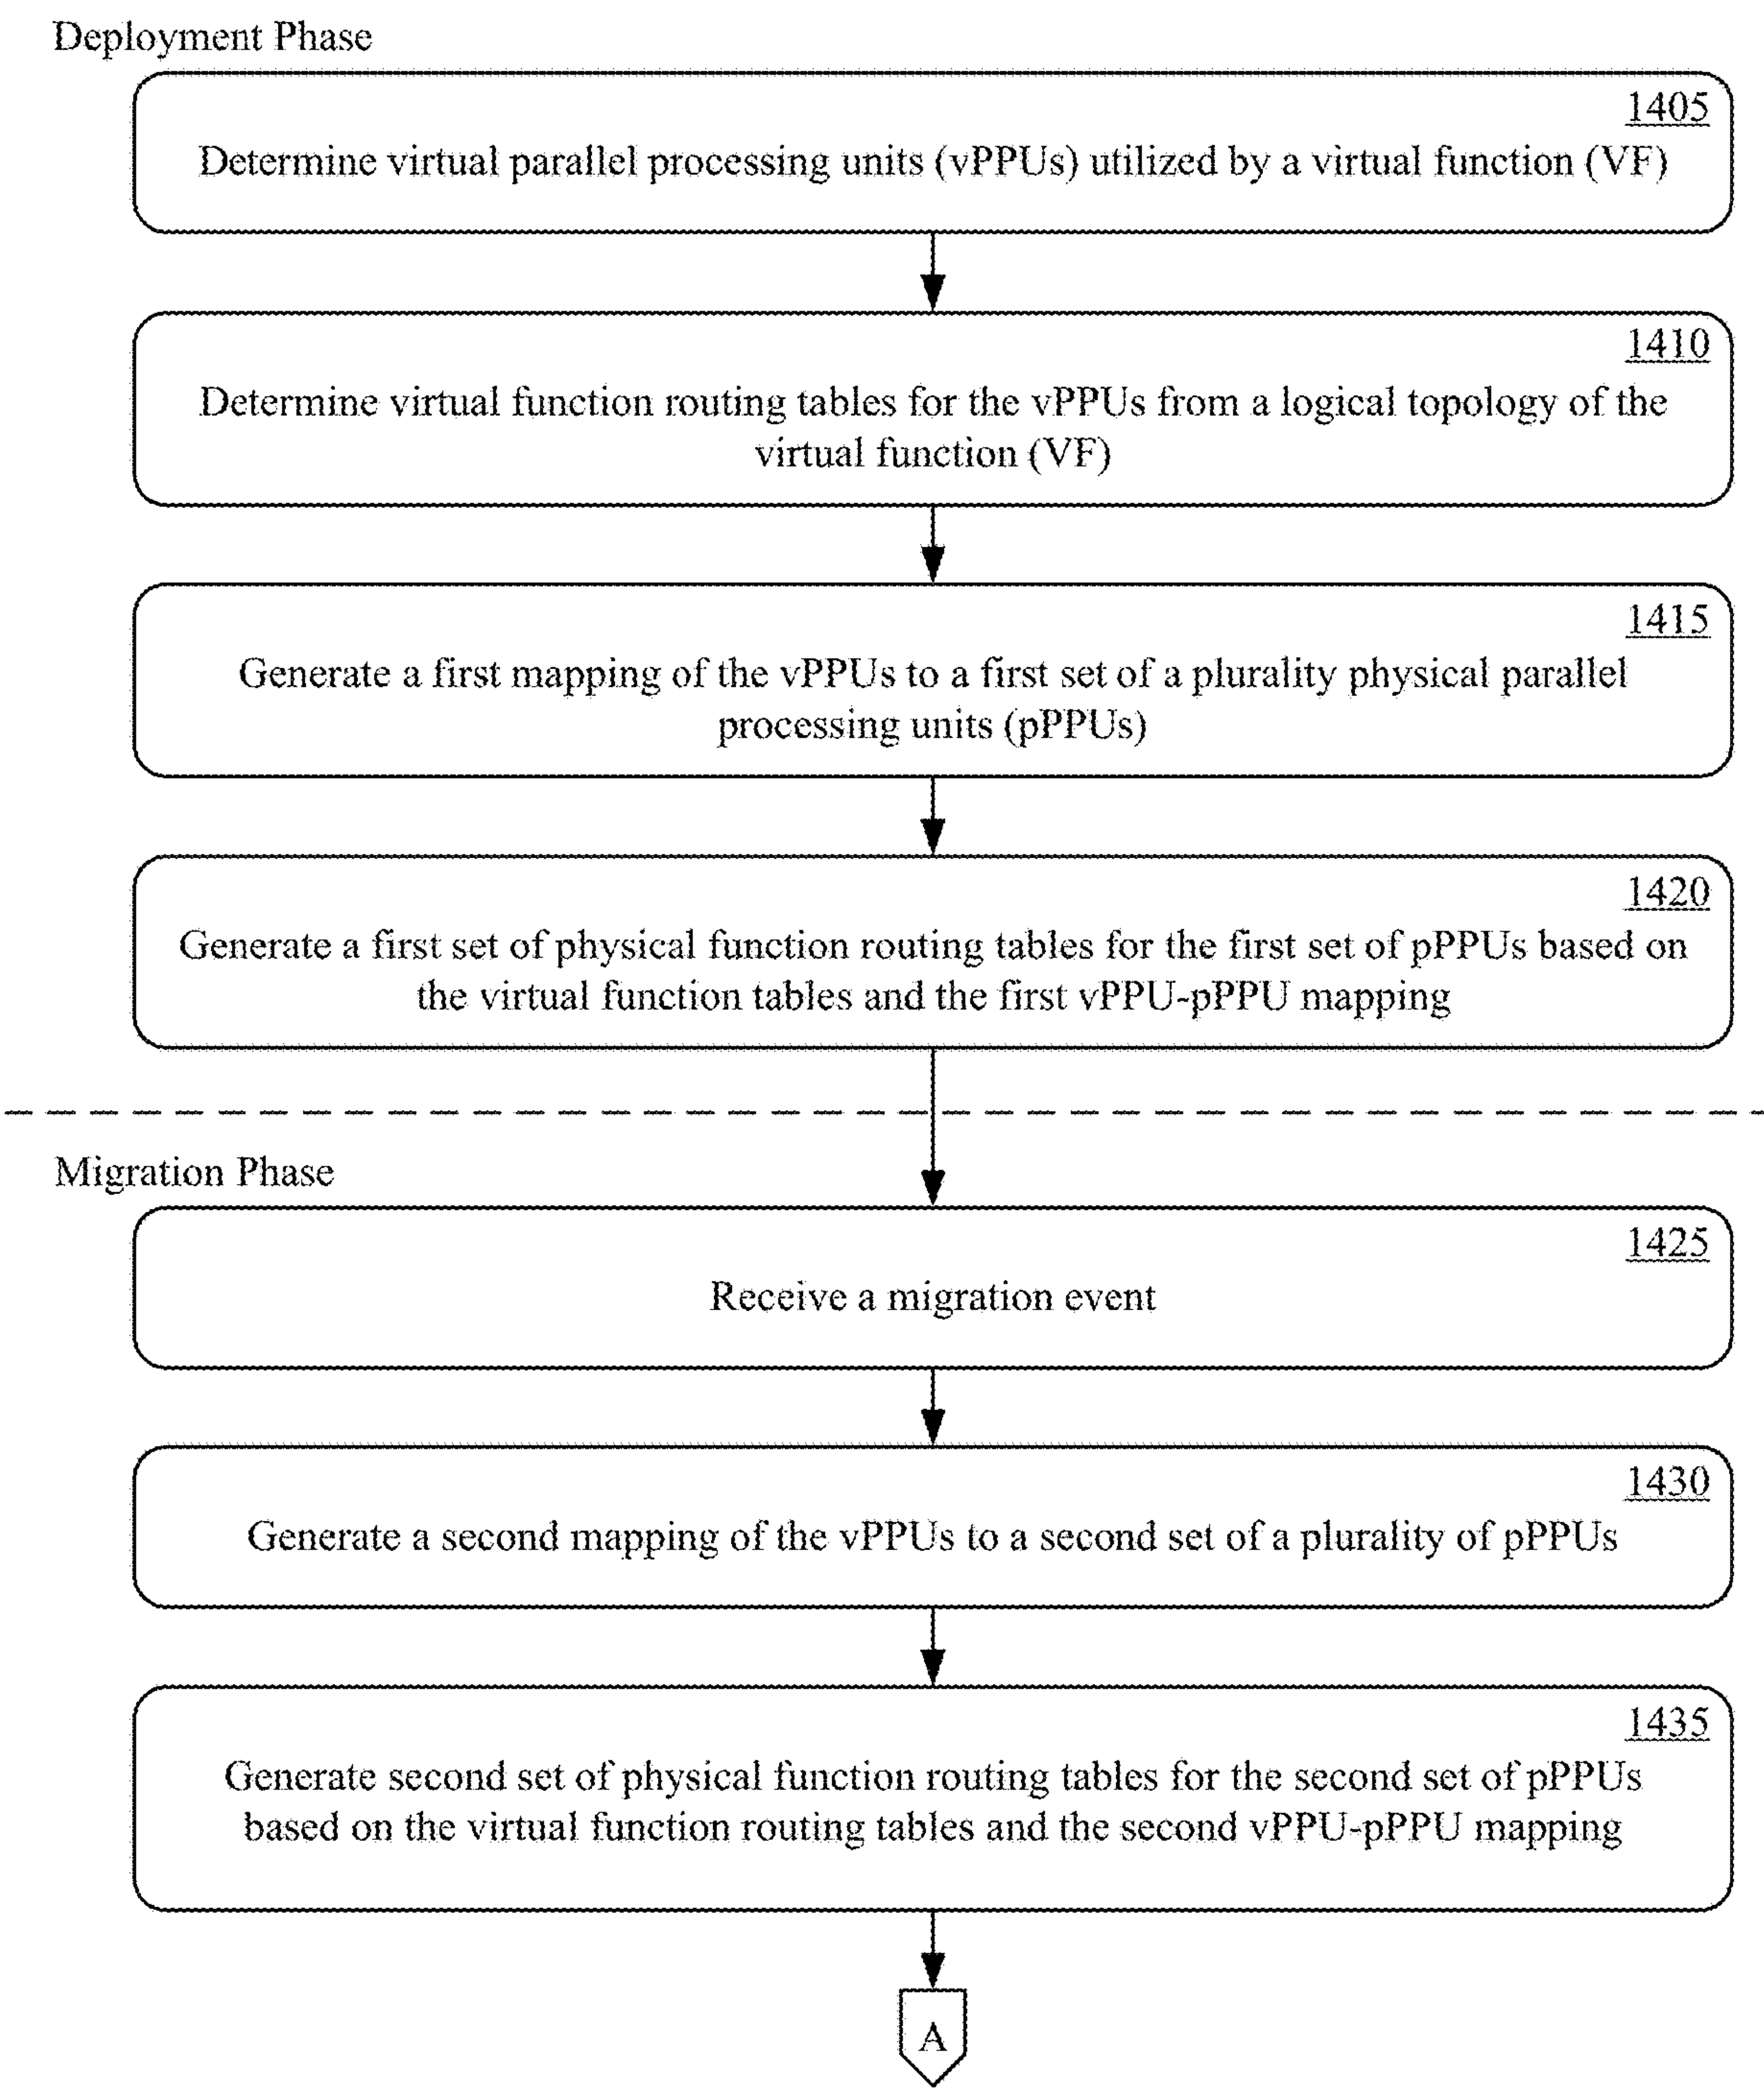 Deployment Phase
1405
Determine virtual parallel processing units (vPPUs) utilized by a virtual function (VF)
1410
Determine virtual function routing tables for the vPPUs from a logical topology of the
virtual function (VF)
1415
Generate a first mapping of the vPPUs to a first set of a plurality physical parallel
processing units (pPPUs)
1420
Generate a first set of physical function routing tables for the first set of pPPUs based on
the virtual function tables and the first vPPU-pPPU mapping
Migration Phase
1425
Receive a migration event
1430
Generate a second mapping of the vPPUs to a second set of a plurality of pPPUs
1435
Generate second set of physical function routing tables for the second set of pPPUs
based on the virtual function routing tables and the second vPPU-pPPU mapping
A